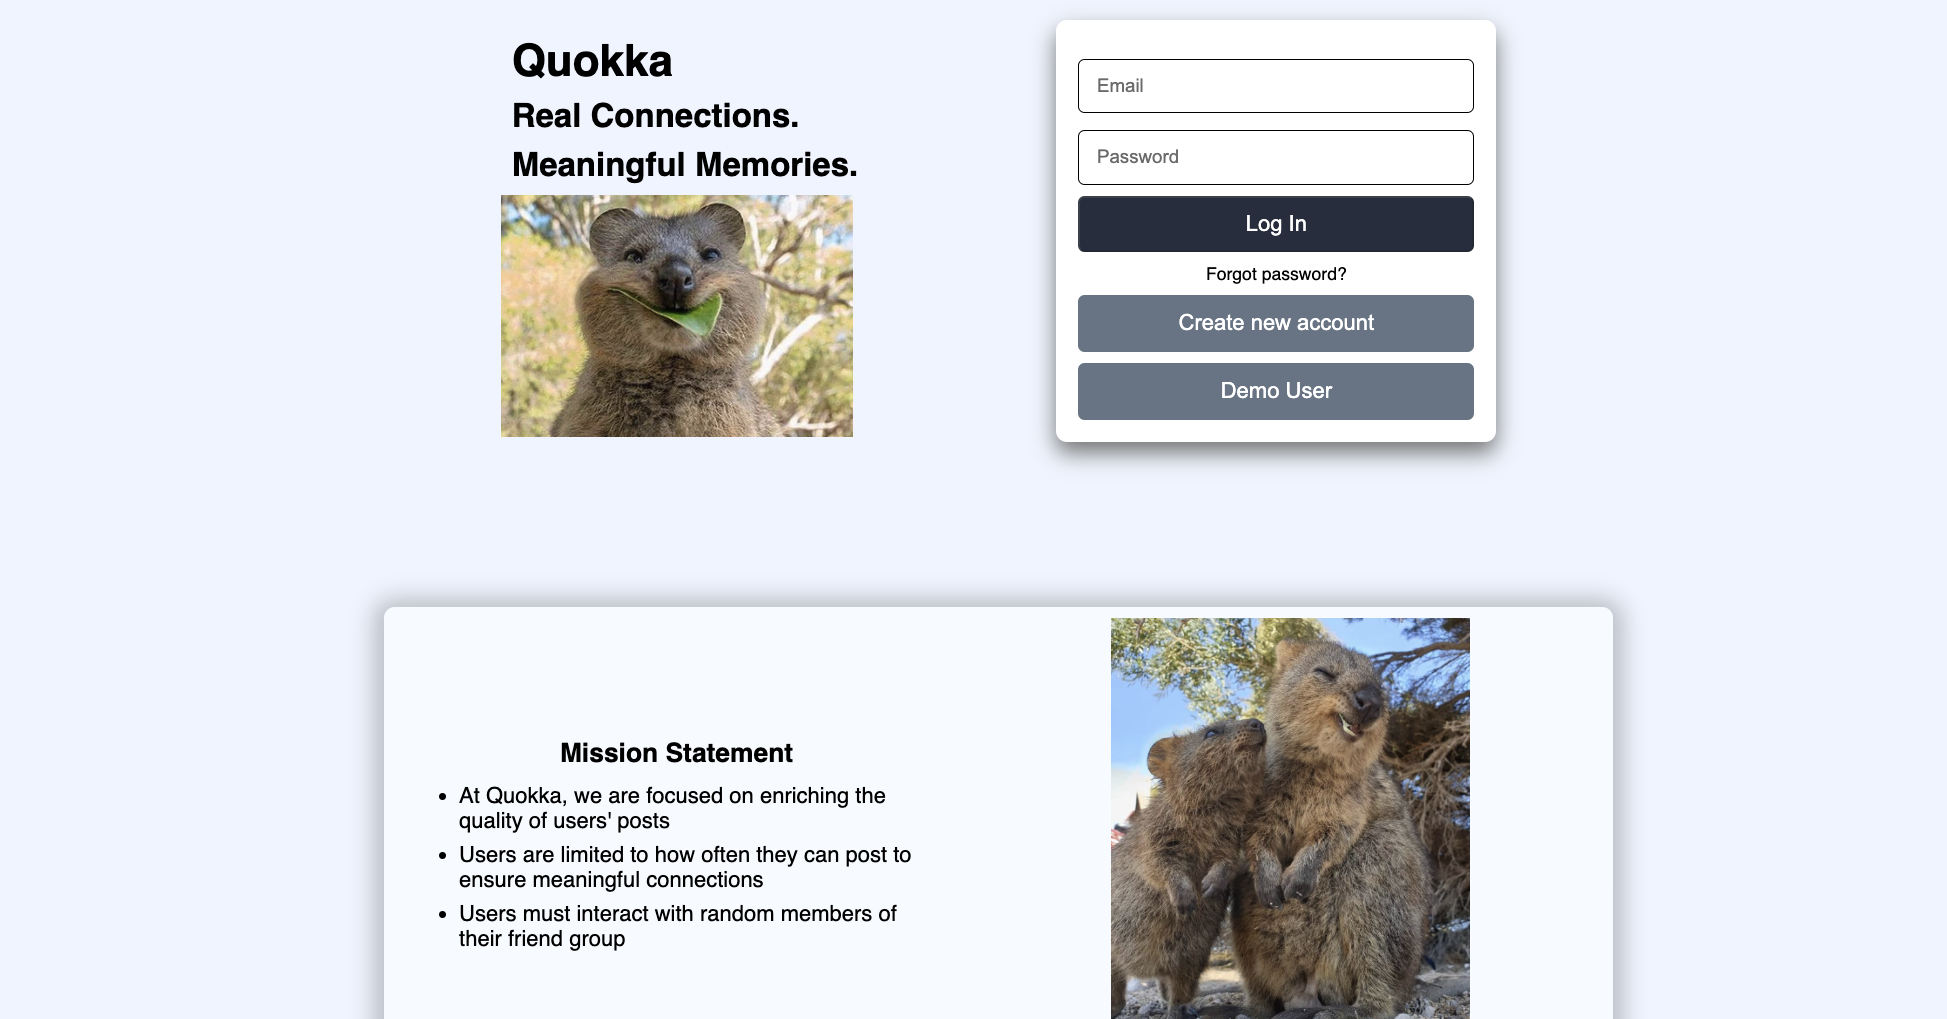 Quokka
Real Connections.
Meaningful Memories.
Email
Password
Log In
Forgot password?
Create new account
Demo User
Mission Statement
• At Quokka, we are focused on enriching the
quality of users' posts
• Users are limited to how often they can post to
ensure meaningful connections
• Users must interact with random members of
their friend group